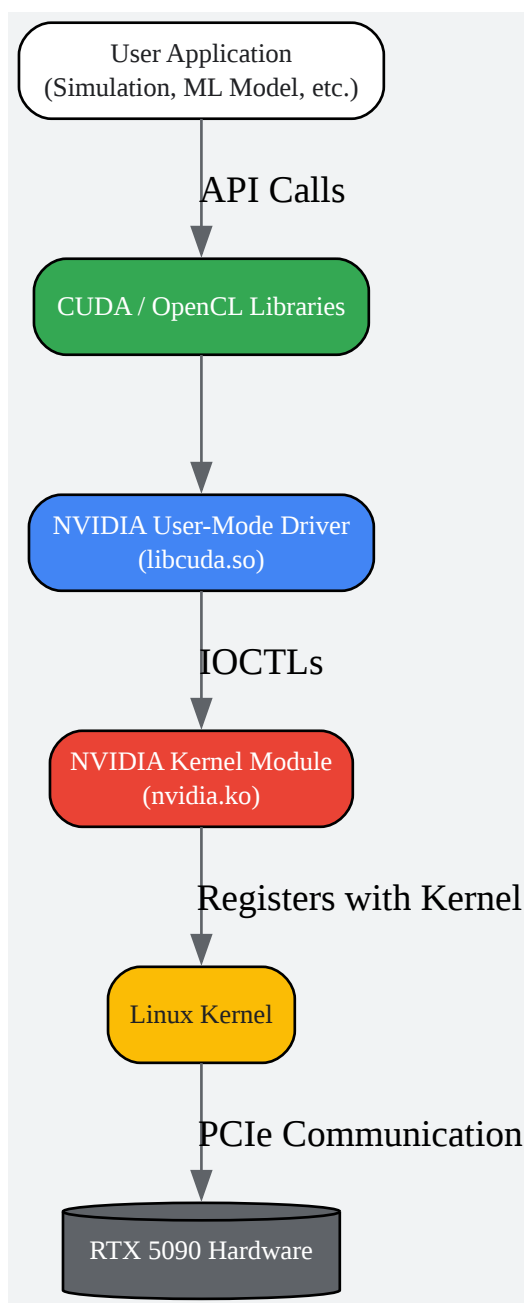 User Application
(Simulation, ML Model, etc.)
API Calls
CUDA / OpenCL Libraries
NVIDIA User-Mode Driver
(libcuda.so)
IOCTLs
NVIDIA Kernel Module
(nvidia.ko)
Registers with Kernel
Linux Kernel
PCIe Communication
RTX 5090 Hardware